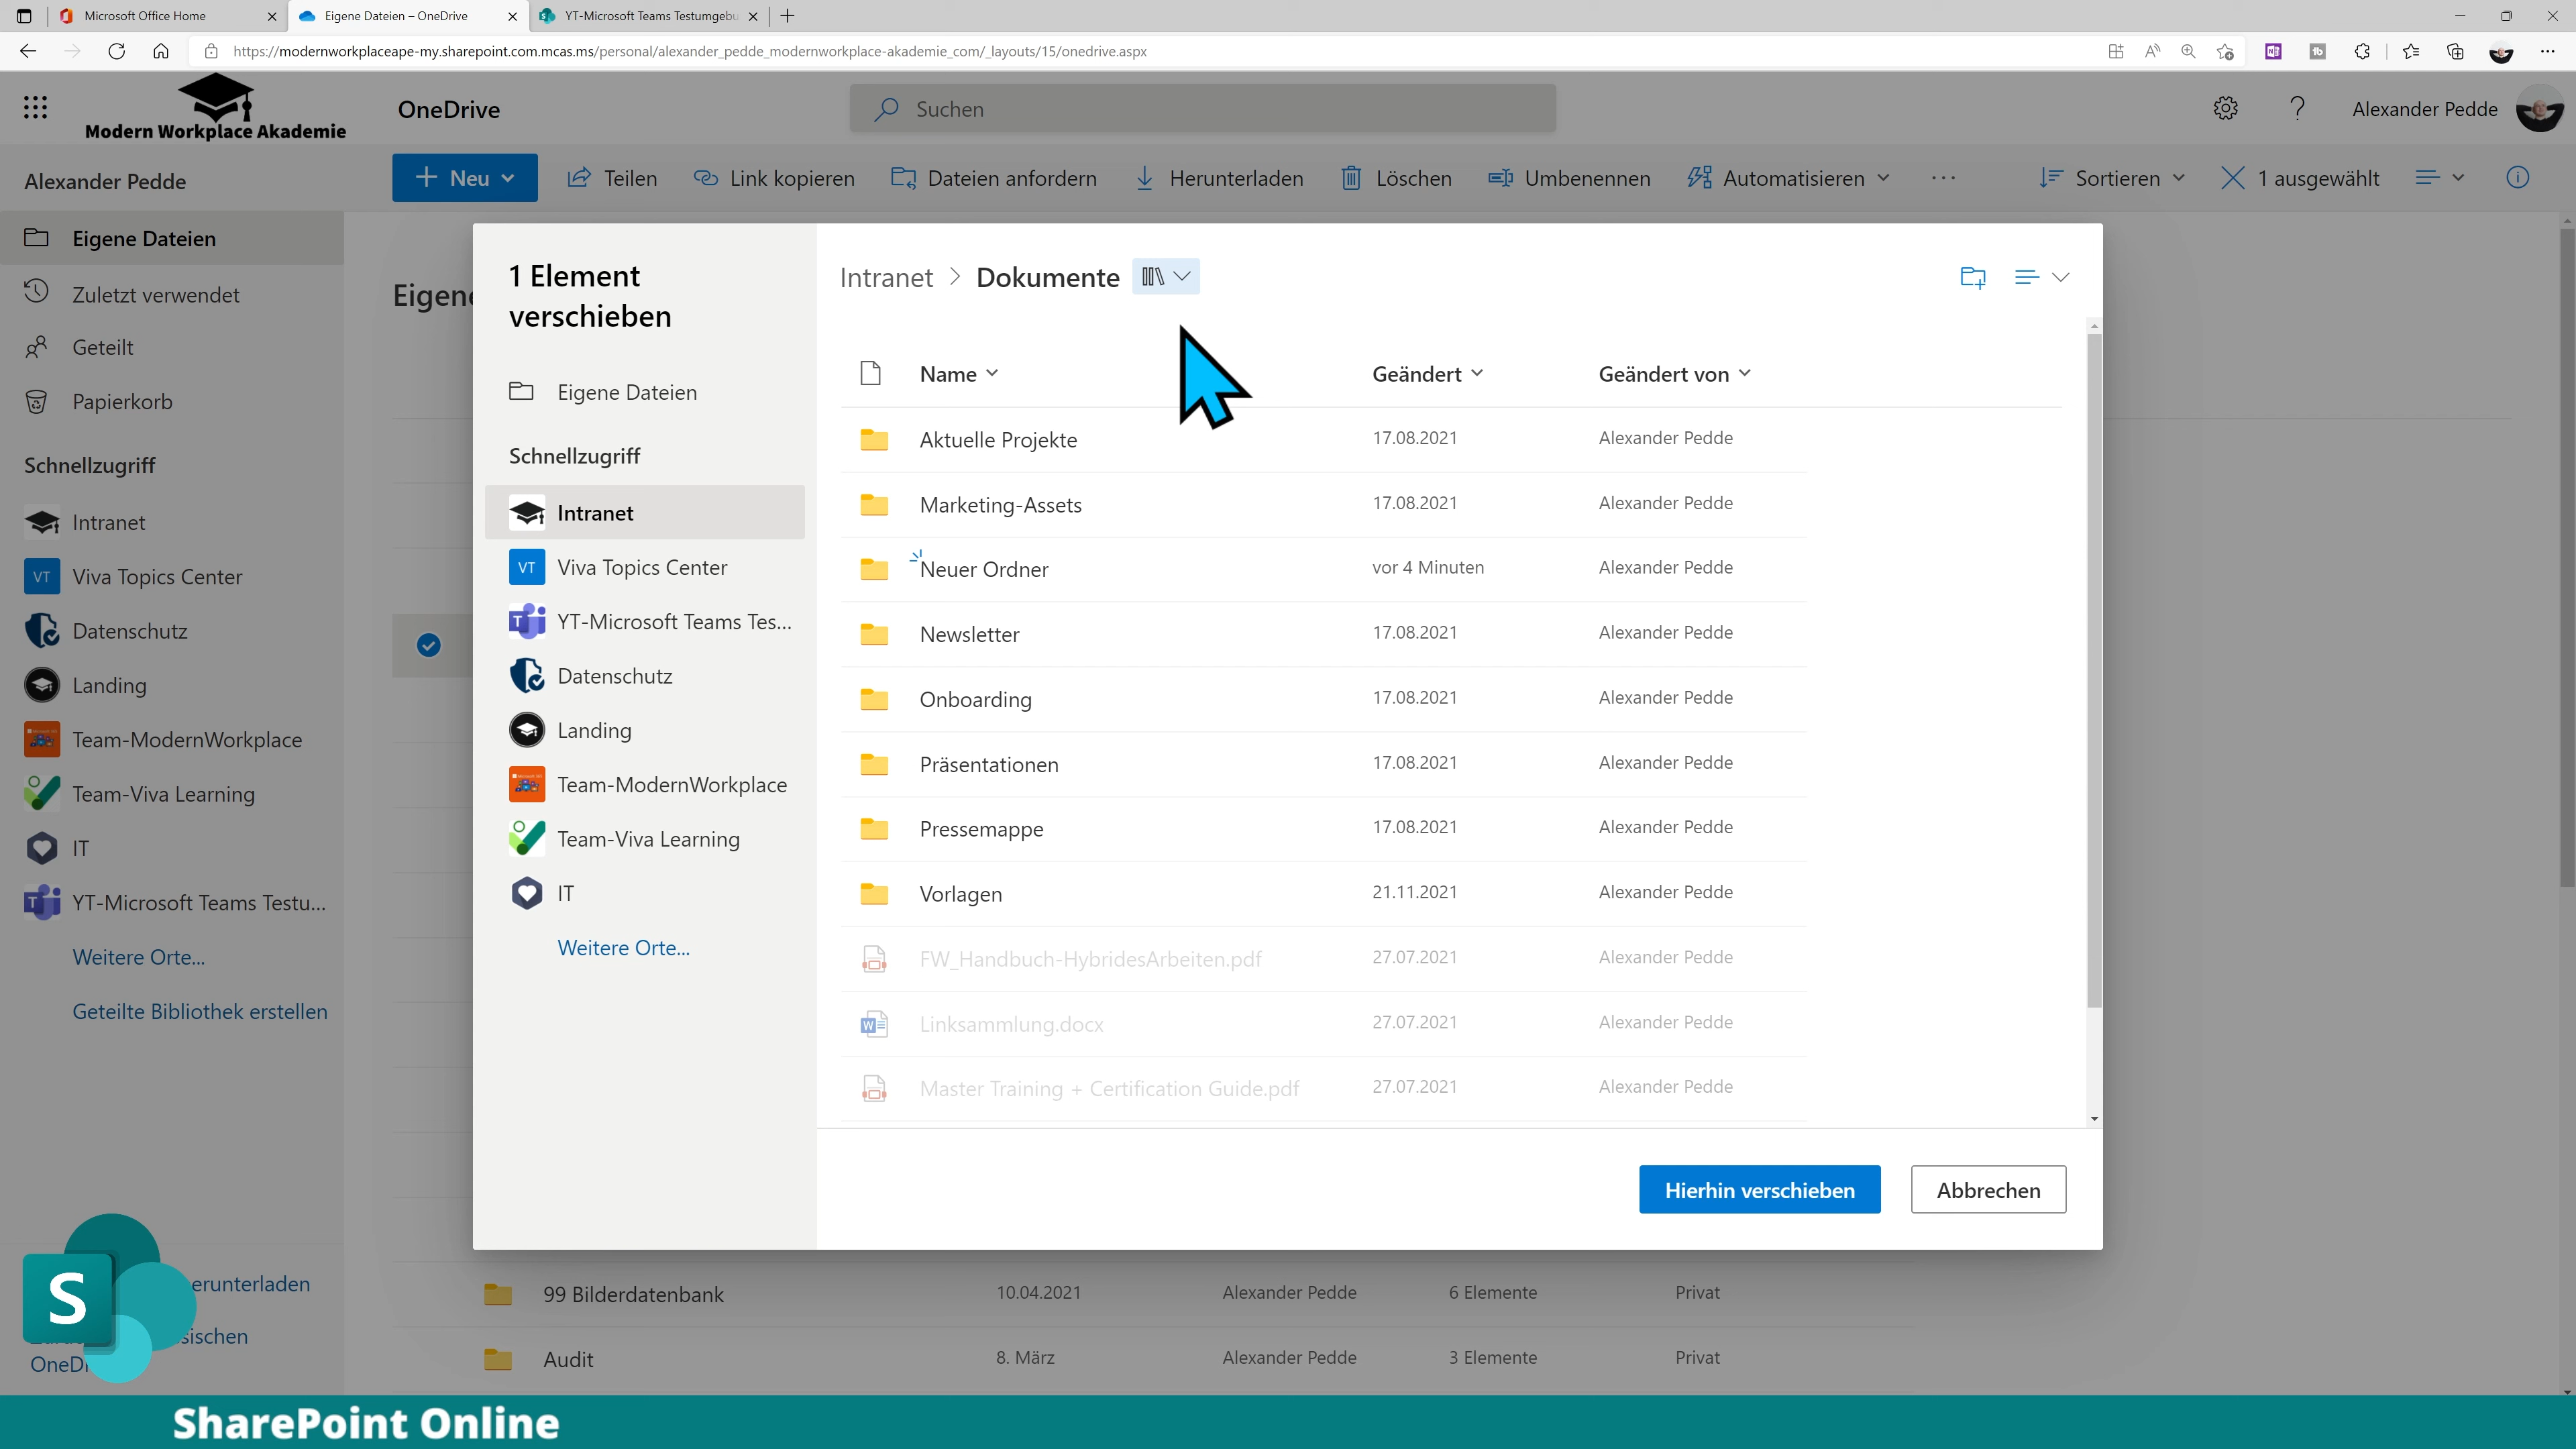 Microsoft Office Home
Eigene Dateien – OneDrive
YT-Microsoft Teams Testumgebu
https://modernworkplaceape-my.sharepoint.com.mcas.ms/personal/alexander_pedde_modernworkplace-akademie_com/_layouts/15/onedrive.aspx
Modern Workplace Akademie
OneDrive
Suchen
Alexander Pedde
Alexander Pedde
Neu
Teilen
Link kopieren
Dateien anfordern
Herunterladen
Löschen
Umbenennen
Automatisieren
Sortieren
1 ausgewählt
Eigene Dateien
Zuletzt verwendet
Geteilt
Papierkorb
Schnellzugriff
Intranet
VT Viva Topics Center
Datenschutz
Landing
Team-ModernWorkplace
Team-Viva Learning
IT
YT-Microsoft Teams Testu...
Weitere Orte...
Geteilte Bibliothek erstellen
1 Element
verschieben
Eigene Dateien
Schnellzugriff
Intranet
VT Viva Topics Center
YT-Microsoft Teams Tes...
Datenschutz
Landing
Team-ModernWorkplace
Team-Viva Learning
IT
Weitere Orte...
Intranet > Dokumente
Name Geändert Geändert von
Aktuelle Projekte 17.08.2021 Alexander Pedde
Marketing-Assets 17.08.2021 Alexander Pedde
Neuer Ordner vor 4 Minuten Alexander Pedde
Newsletter 17.08.2021 Alexander Pedde
Onboarding 17.08.2021 Alexander Pedde
Präsentationen 17.08.2021 Alexander Pedde
Pressemappe 17.08.2021 Alexander Pedde
Vorlagen 21.11.2021 Alexander Pedde
FW_Handbuch-HybridesArbeiten.pdf 27.07.2021 Alexander Pedde
Linksammlung.docx 27.07.2021 Alexander Pedde
Master Training + Certification Guide.pdf 27.07.2021 Alexander Pedde
Hierhin verschieben
Abbrechen
99 Bilderdatenbank 10.04.2021 Alexander Pedde 6 Elemente Privat
Audit 8. März Alexander Pedde 3 Elemente Privat
S
SharePoint Online